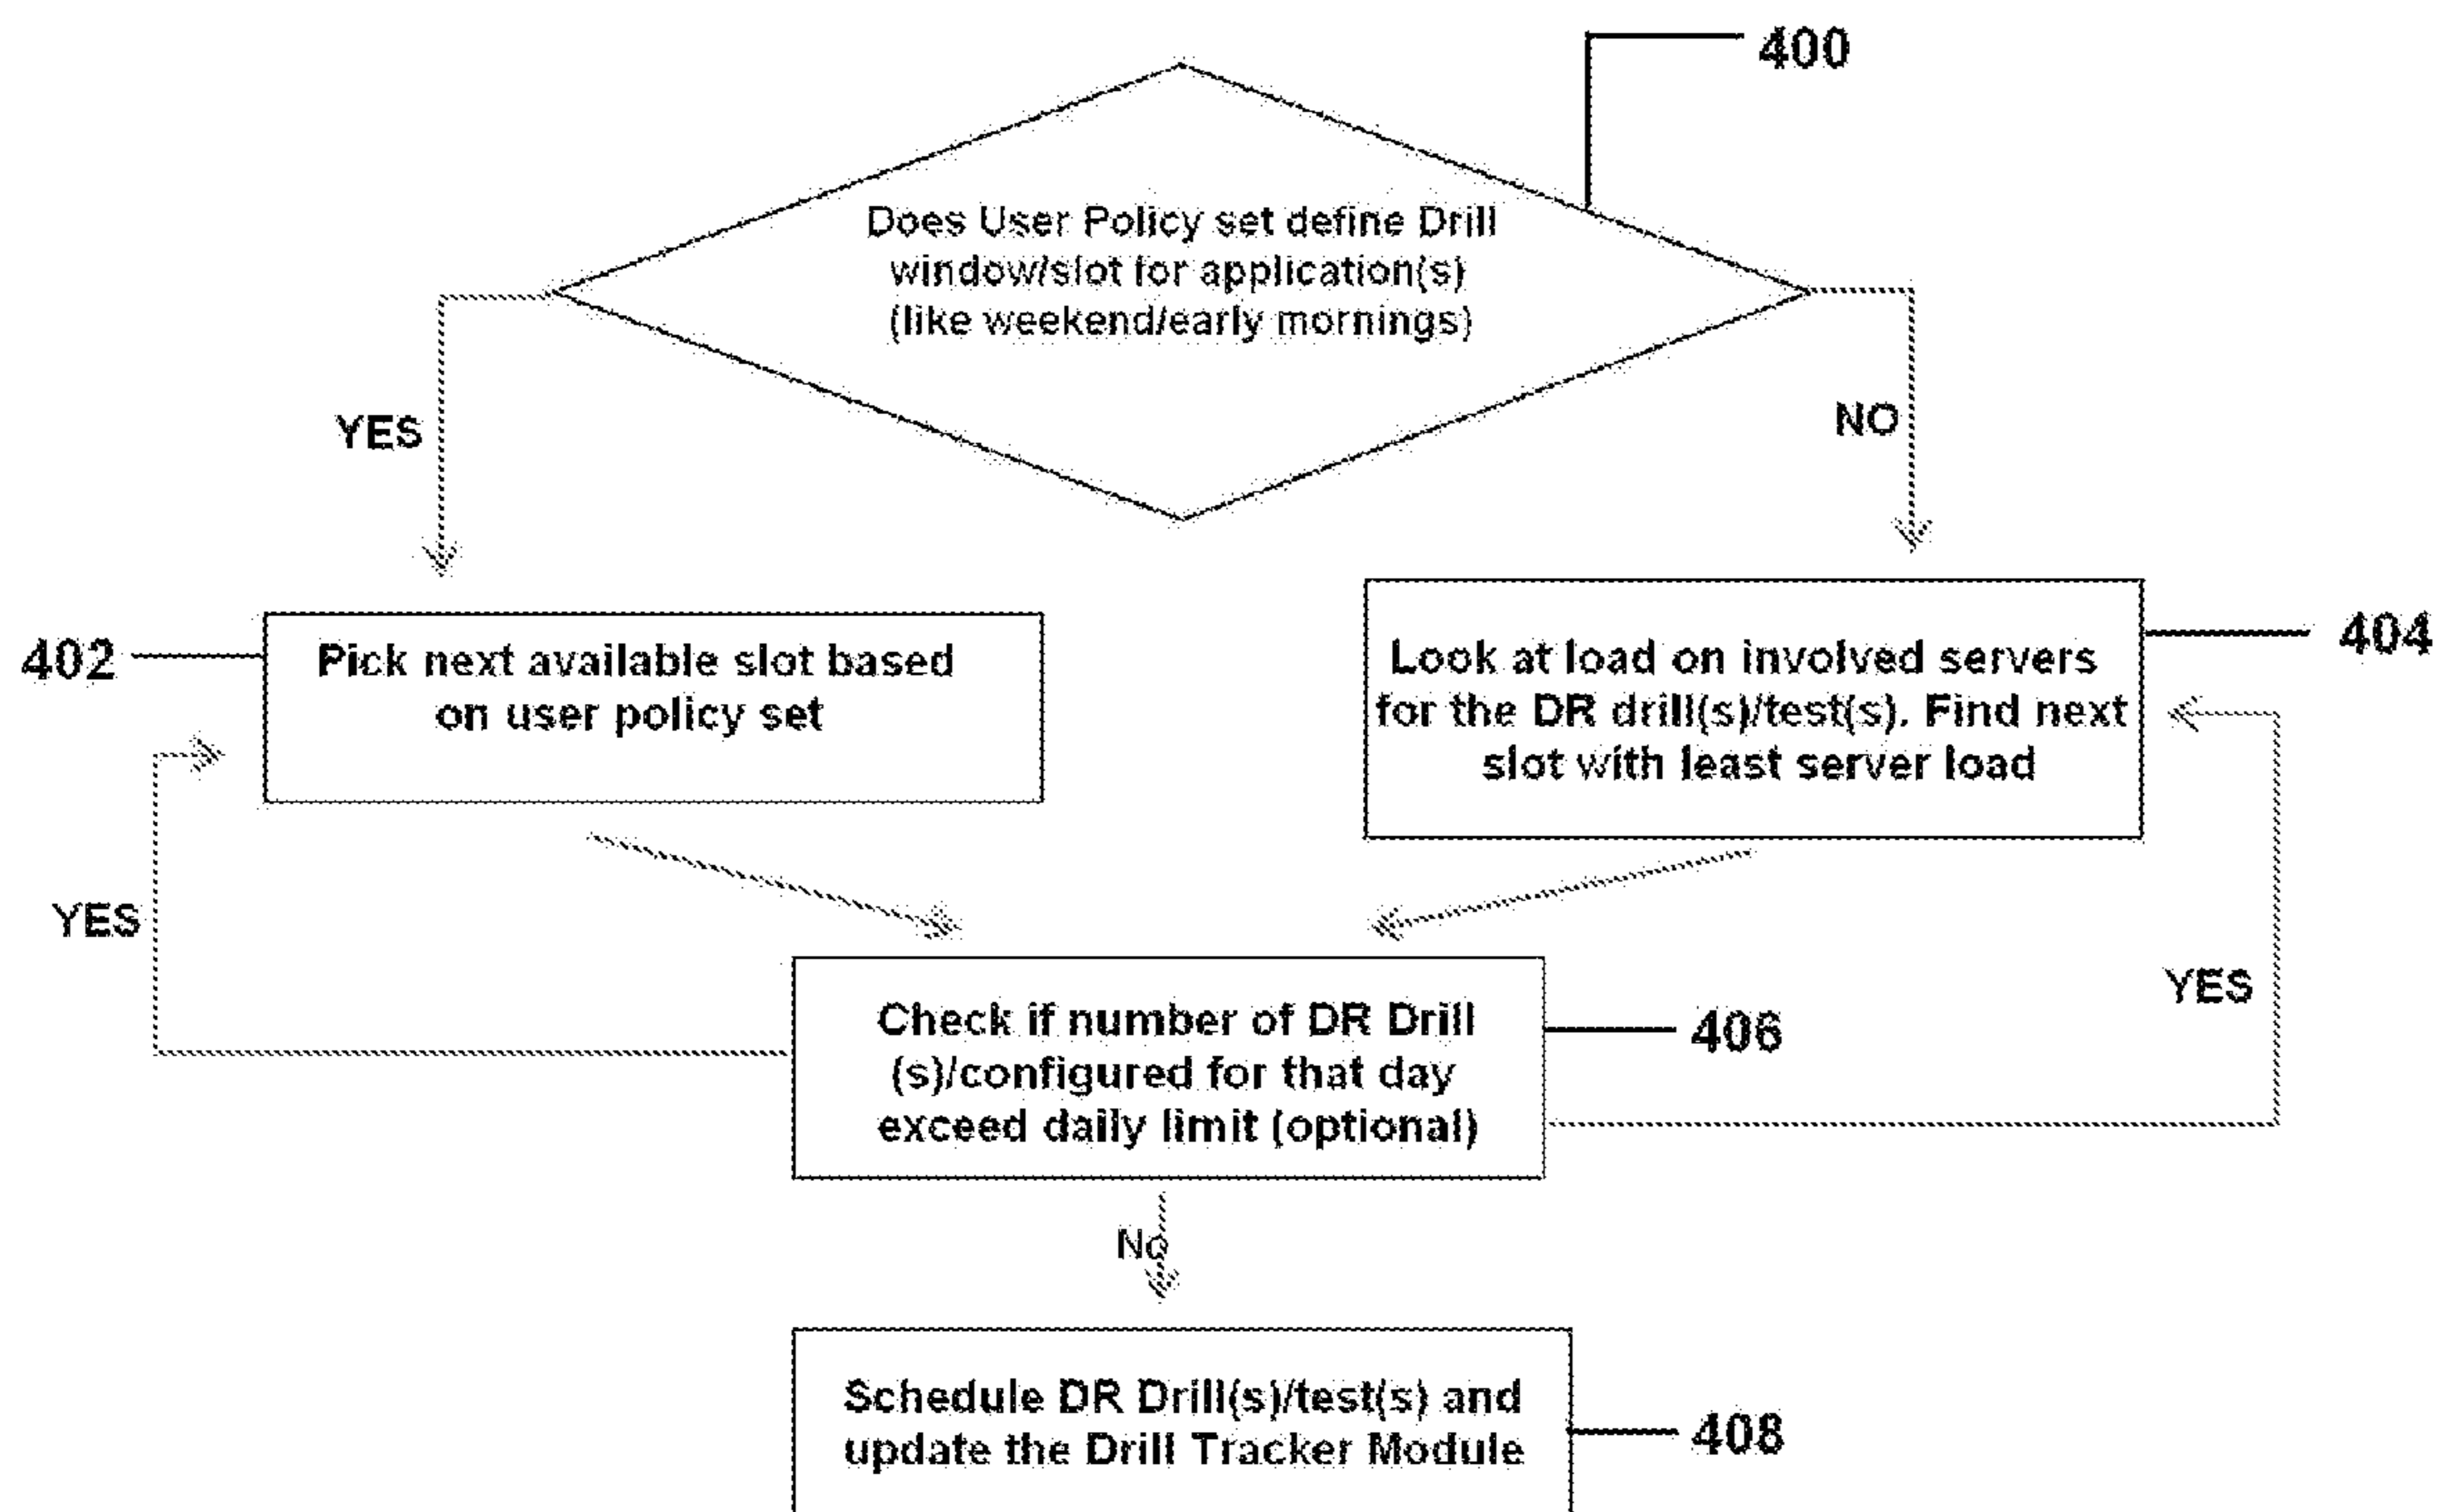 400
Does User Policy set define Drill
window/slot for application(s)
(like weekend/early mornings)
YES
NO
402
Pick next available slot based
on user policy set
404
Look at load on involved servers
for the DR drill(s)/test(s). Find next
slot with least server load
YES
YES
Check if number of DR Drill
(s)/configured for that day
exceed daily limit (optional)
406
No
Schedule DR Drill(s)/test(s) and
update the Drill Tracker Module
408